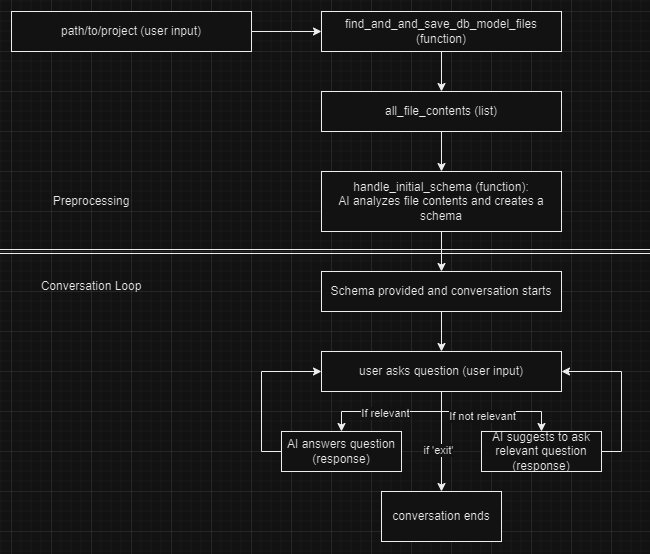 path/to/project (user input)
find_and_and_save_db_model_files
(function)
all_file_contents (list)
handle_initial_schema (function):
AI analyzes file contents and creates a
schema
Preprocessing
Conversation Loop
Schema provided and conversation starts
user asks question (user input)
If relevant
If not relevant
AI answers question
(response)
if 'exit'
AI suggests to ask
relevant question
(response)
conversation ends